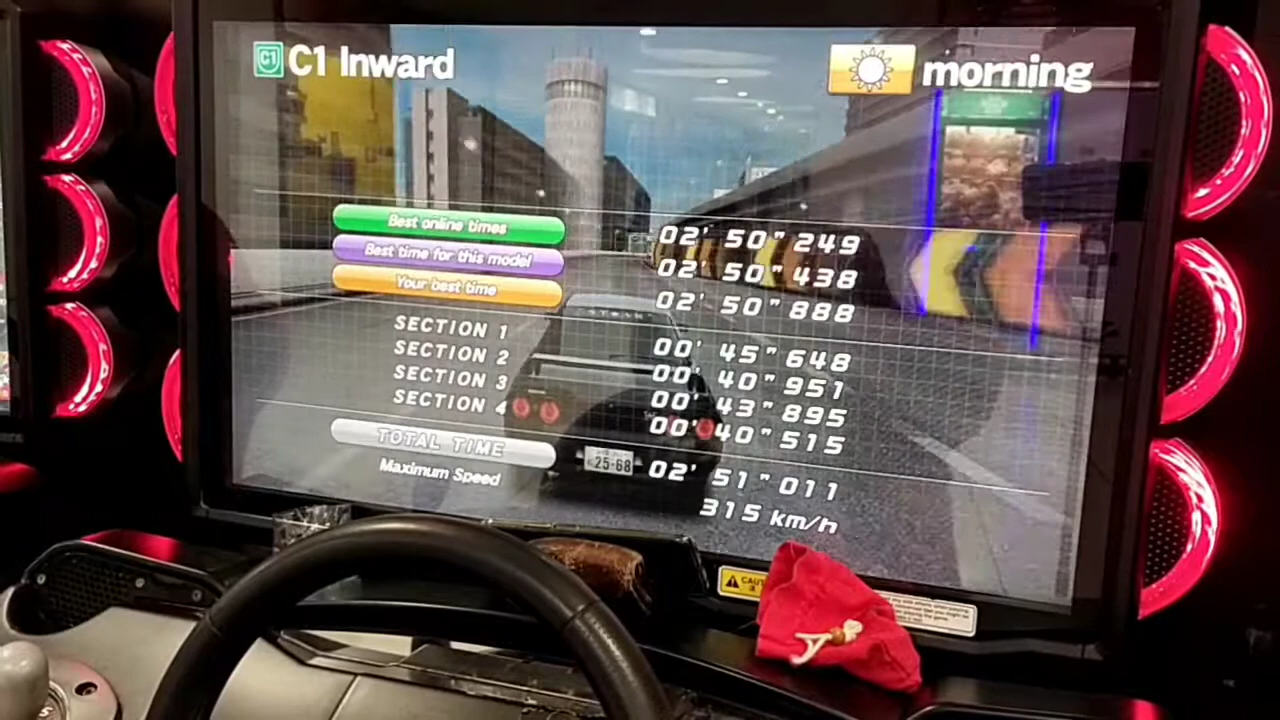 C1 C1 Inward
morning
Best online times 02' 50" 249
Best time for this model 02' 50" 438
Your best time 02' 50" 888
SECTION 1 00' 45" 648
SECTION 2 00' 40" 951
SECTION 3 00' 43" 895
SECTION 4 00' 40" 515
TOTAL TIME 02' 51" 011
Maximum Speed 315 km/h
25-68